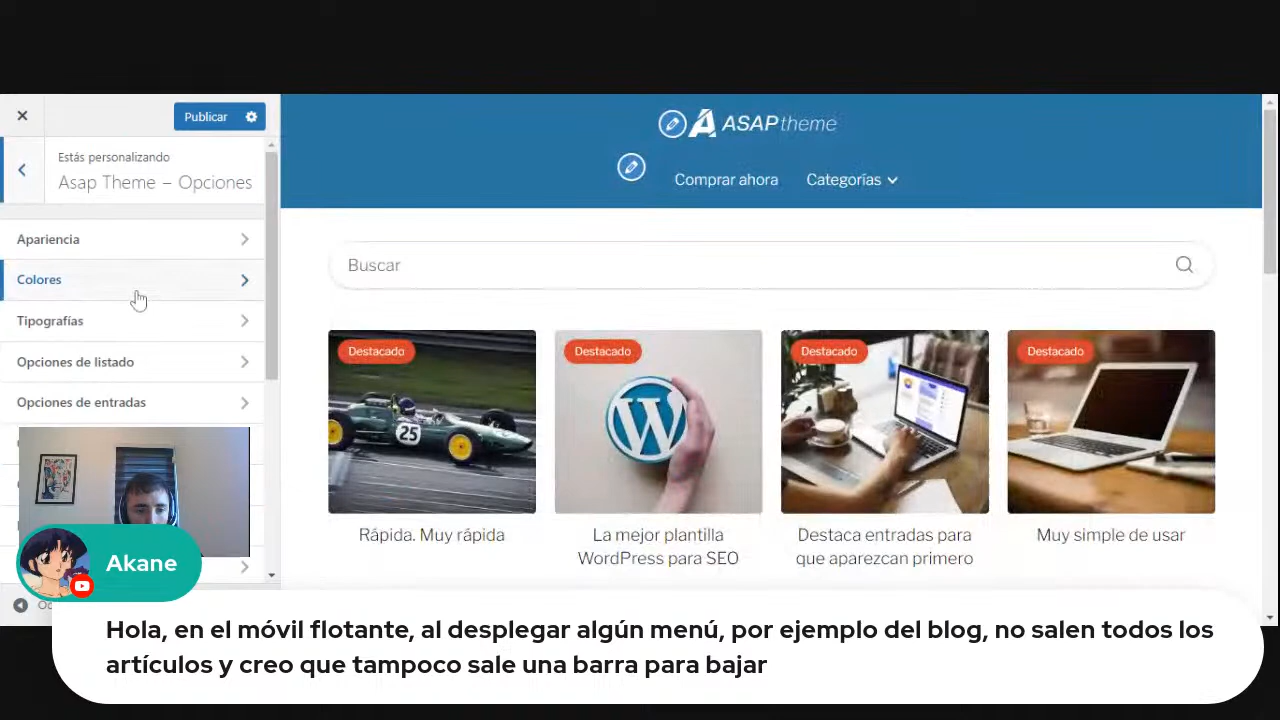 Publicar
Estás personalizando
Asap Theme – Opciones
Apariencia
Colores
Tipografías
Opciones de listado
Opciones de entradas
ASAPtheme
Comprar ahora
Categorías
Buscar
Destacado
Destacado
Destacado
Destacado
25
Rápida. Muy rápida
La mejor plantilla
WordPress para SEO
Destaca entradas para
que aparezcan primero
Muy simple de usar
Akane
Hola, en el móvil flotante, al desplegar algún menú, por ejemplo del blog, no salen todos los
artículos y creo que tampoco sale una barra para bajar